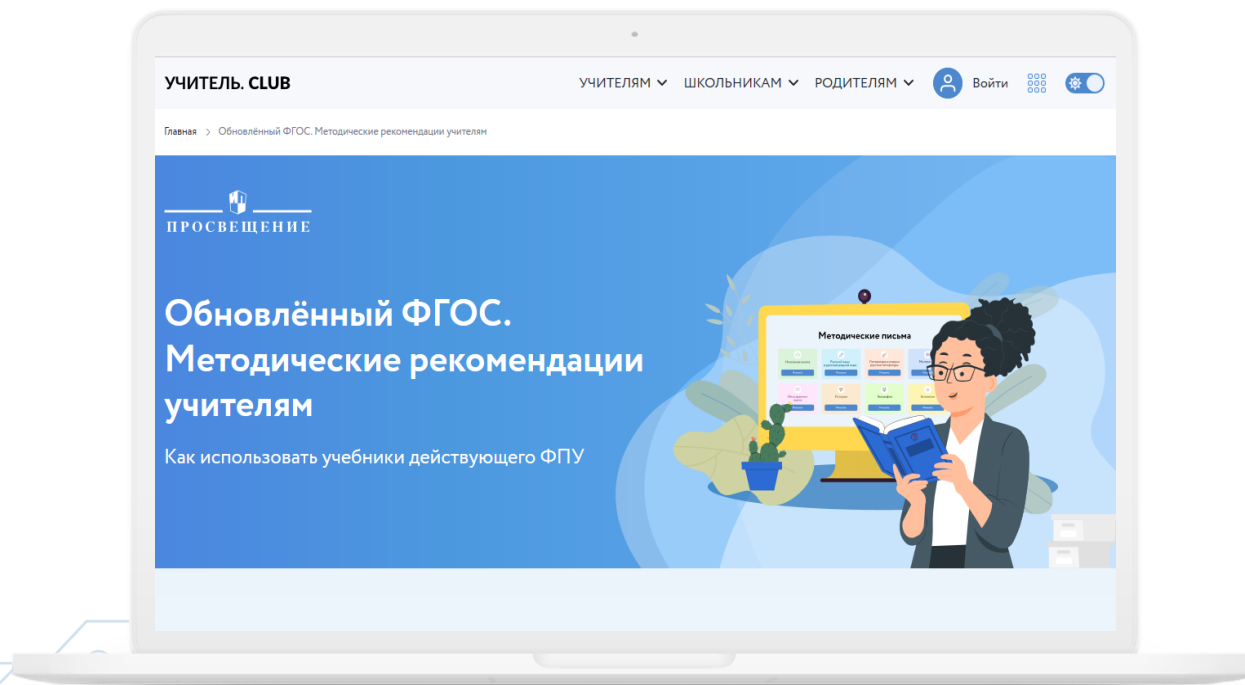 УЧИТЕЛЬ. CLUB
УЧИТЕЛЯМ
ШКОЛЬНИКАМ
РОДИТЕЛЯМ
Войти
Главная > Обновлённый ФГОС. Методические рекомендации учителям
ИП
ПРОСВЕЩЕНИЕ
Обновлённый ФГОС.
Методические рекомендации
учителям
Как использовать учебники действующего ФПУ
Методические письма